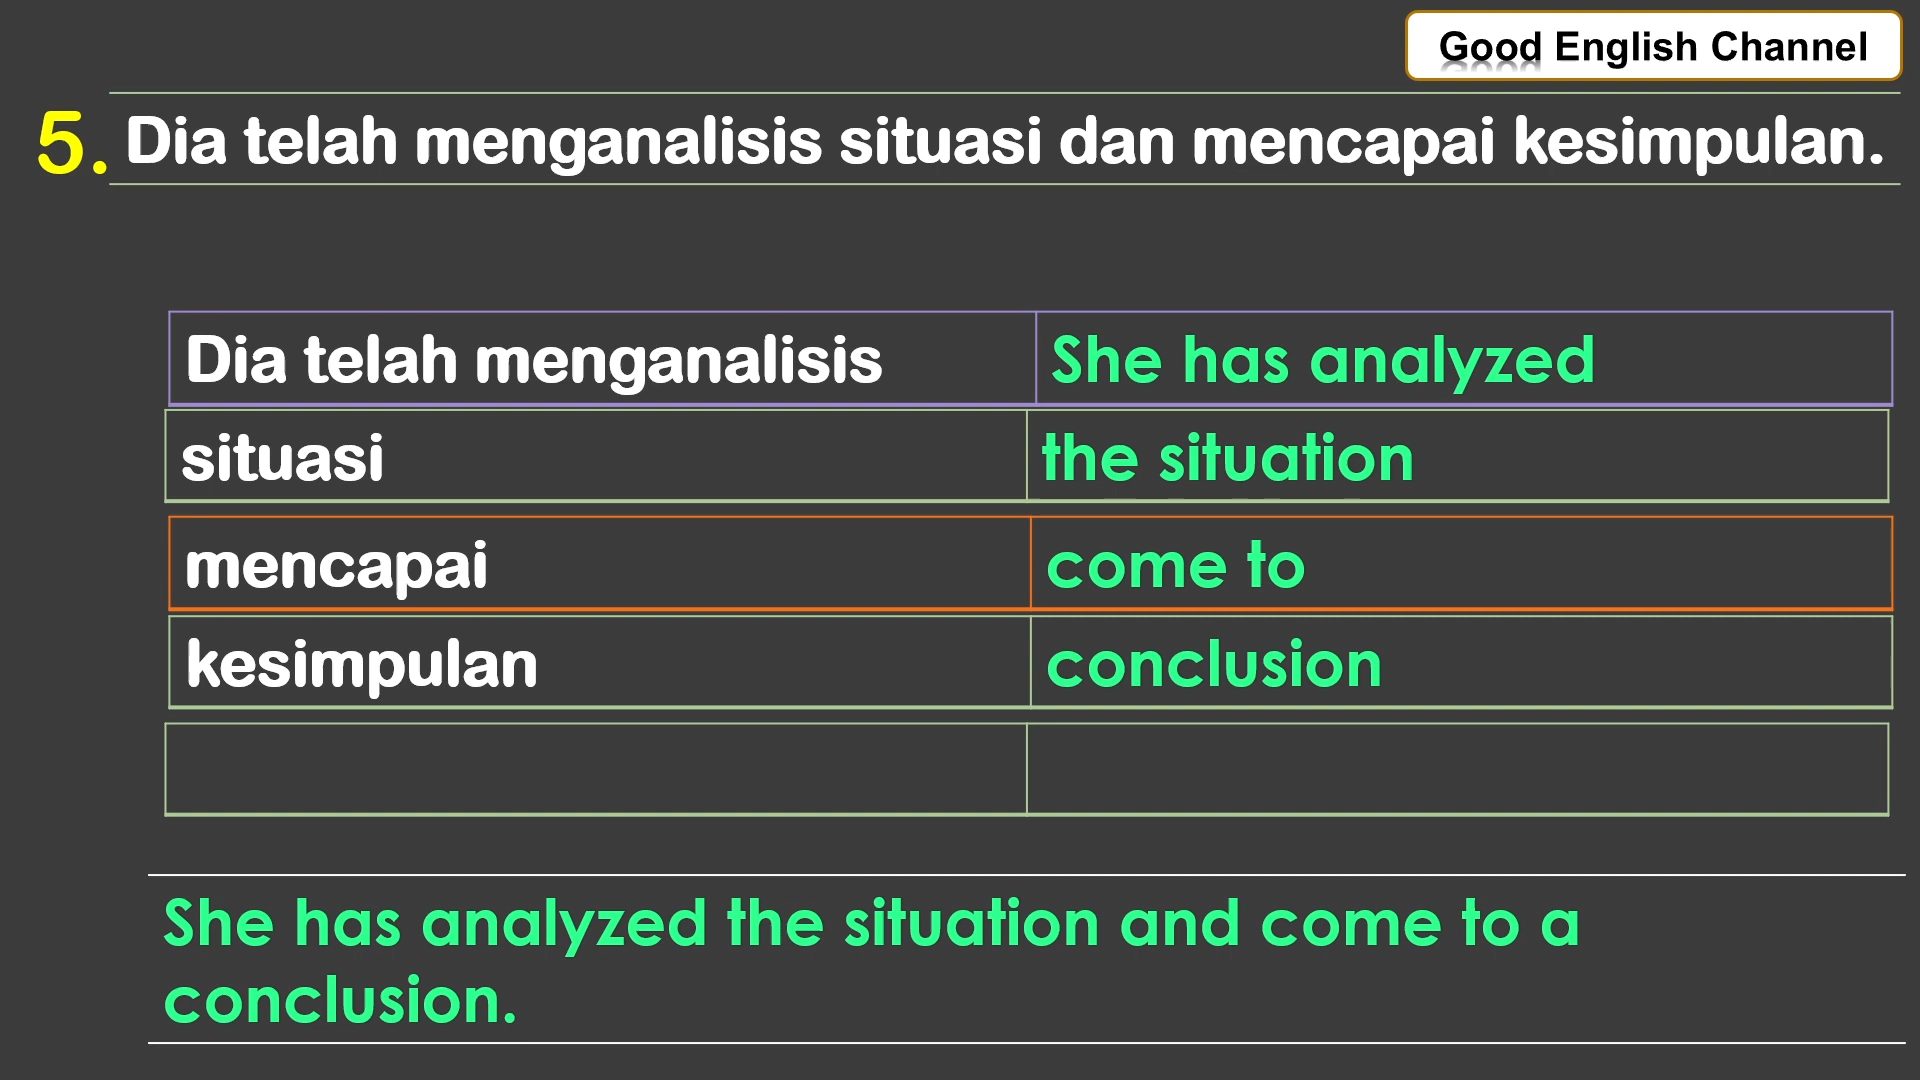 Good English Channel
5. Dia telah menganalisis situasi dan mencapai kesimpulan.
Dia telah menganalisis She has analyzed
situasi the situation
mencapai come to
kesimpulan conclusion
She has analyzed the situation and come to a
conclusion.